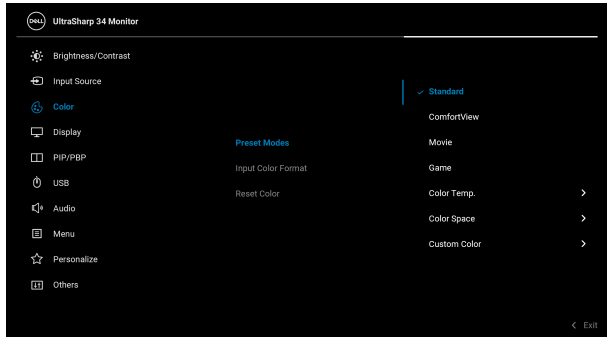 DELL
UltraSharp 34 Monitor
Brightness/Contrast
Input Source
Color
Display
PIP/PBP
USB
Audio
Menu
Personalize
Others
Preset Modes
Input Color Format
Reset Color
Standard
ComfortView
Movie
Game
Color Temp.
Color Space
Custom Color
Exit